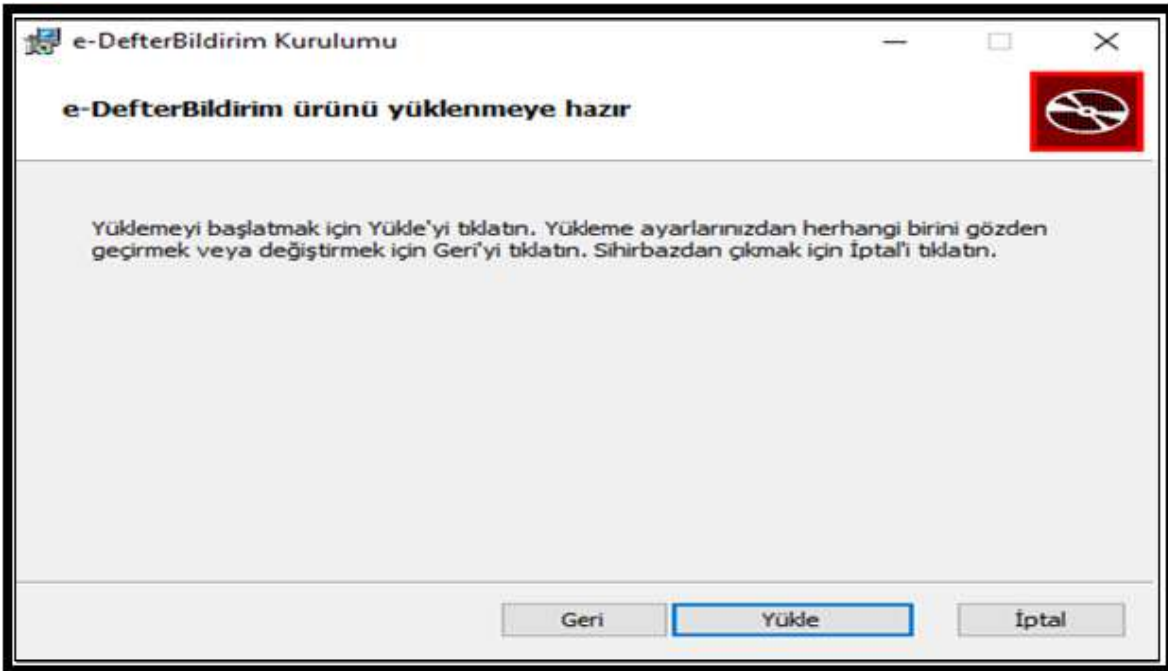 e-DefterBildirim Kurulumu
e-DefterBildirim ürünü yüklenmeye hazır
Yüklemeyi başlatmak için Yükle'yi tıklatın. Yükleme ayarlarınızdan herhangi birini gözden
geçirmek veya değiştirmek için Geri'yi tıklatın. Sihirbazdan çıkmak için İptal'i tıklatın.
Geri Yükle İptal